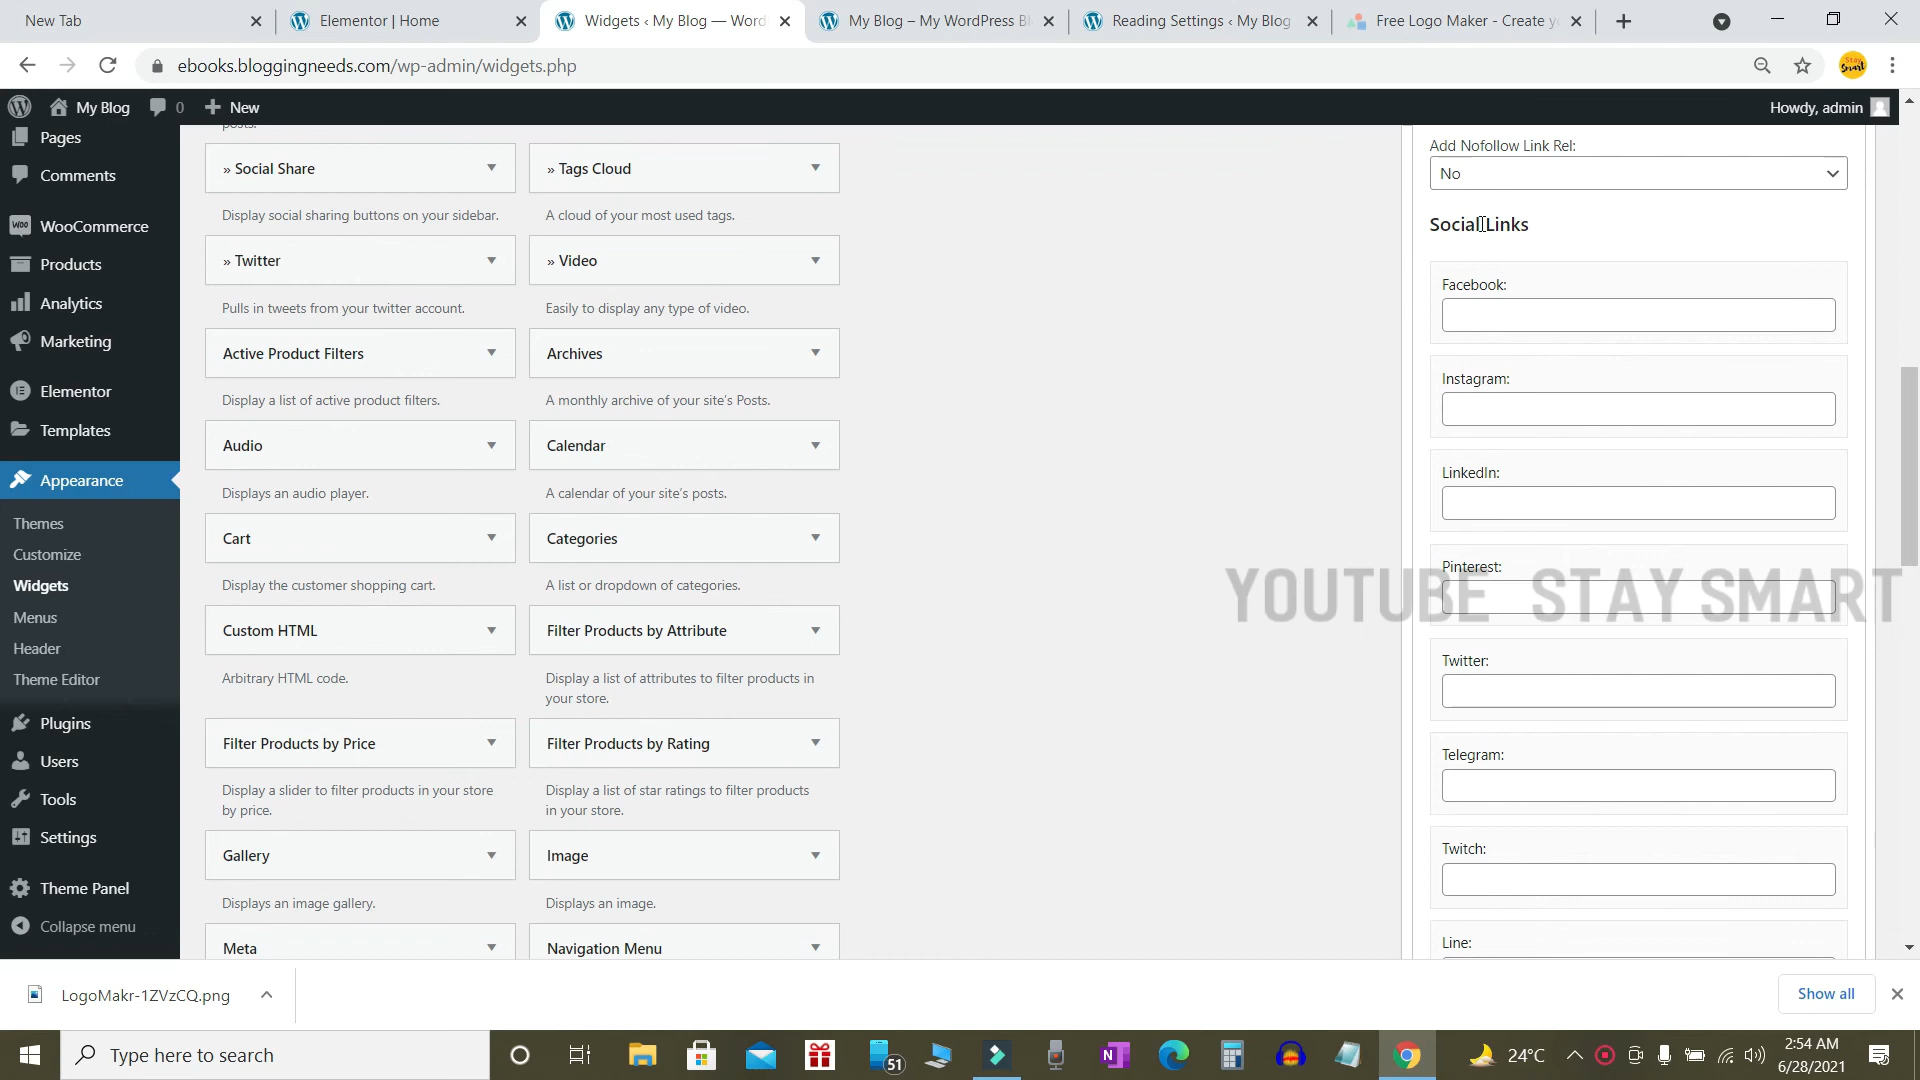 New Tab
Elementor | Home
Widgets ‹ My Blog — Word
My Blog – My WordPress Bl
Reading Settings ‹ My Blog
Free Logo Maker - Create y
ebooks.bloggingneeds.com/wp-admin/widgets.php
My Blog
0
New
Howdy, admin
Pages
Comments
WooCommerce
Products
Analytics
Marketing
Elementor
Templates
Appearance
Themes
Customize
Widgets
Menus
Header
Theme Editor
Plugins
Users
Tools
Settings
Theme Panel
Collapse menu
posts.
» Social Share
» Tags Cloud
Display social sharing buttons on your sidebar.
A cloud of your most used tags.
» Twitter
» Video
Pulls in tweets from your twitter account.
Easily to display any type of video.
Active Product Filters
Archives
Display a list of active product filters.
A monthly archive of your site's Posts.
Audio
Calendar
Displays an audio player.
A calendar of your site's posts.
Cart
Categories
Display the customer shopping cart.
A list or dropdown of categories.
Custom HTML
Filter Products by Attribute
Arbitrary HTML code.
Display a list of attributes to filter products in
your store.
Filter Products by Price
Filter Products by Rating
Display a slider to filter products in your store
by price.
Display a list of star ratings to filter products
in your store.
Gallery
Image
Displays an image gallery.
Displays an image.
Meta
Navigation Menu
Add Nofollow Link Rel:
No
Social Links
Facebook:
Instagram:
LinkedIn:
Pinterest:
YOUTUBE STAY SMART
Twitter:
Telegram:
Twitch:
Line:
LogoMakr-1ZVzCQ.png
Show all
Type here to search
51
24°C
2:54 AM
6/28/2021